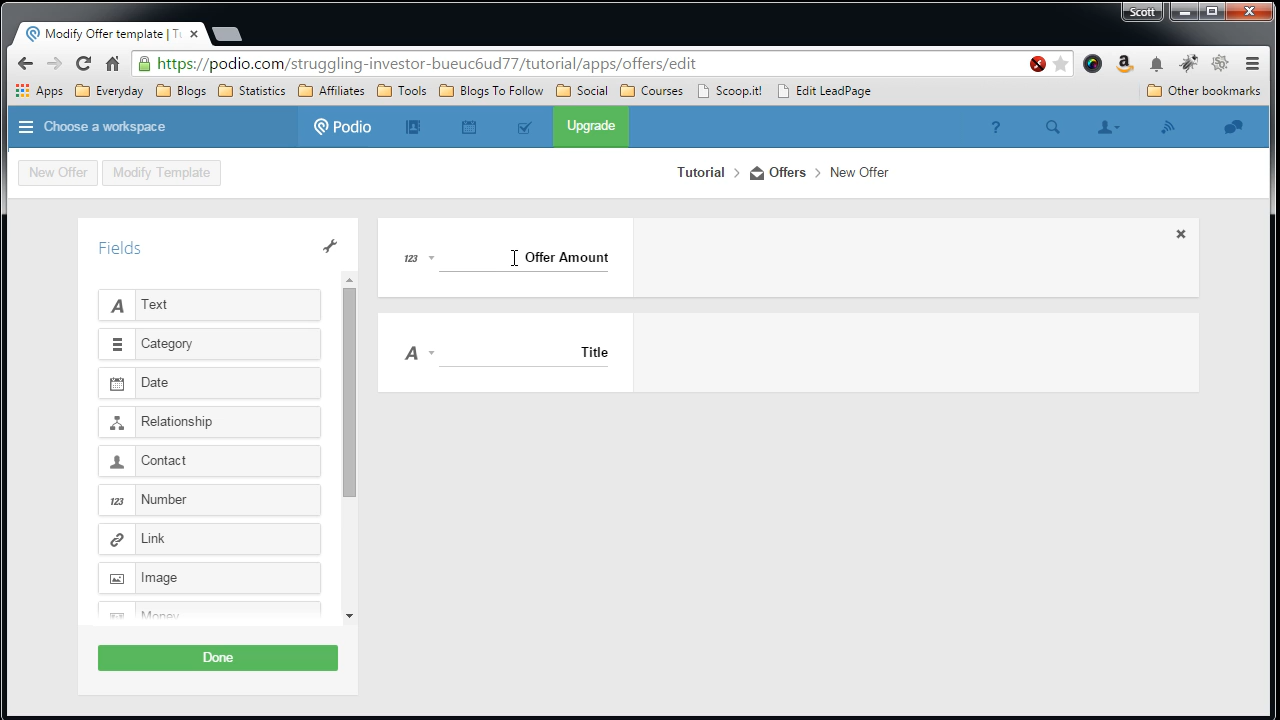 Scott
Modify Offer template | Tu
https://podio.com/struggling-investor-bueuc6ud77/tutorial/apps/offers/edit
Apps Everyday Blogs Statistics Affiliates Tools Blogs To Follow Social Courses Scoop.it! Edit LeadPage Other bookmarks
Choose a workspace Podio Upgrade ?
New Offer Modify Template Tutorial > Offers > New Offer
Fields
123 Offer Amount
A Text
Category
A Title
Date
Relationship
Contact
123 Number
Link
Image
Money
Done